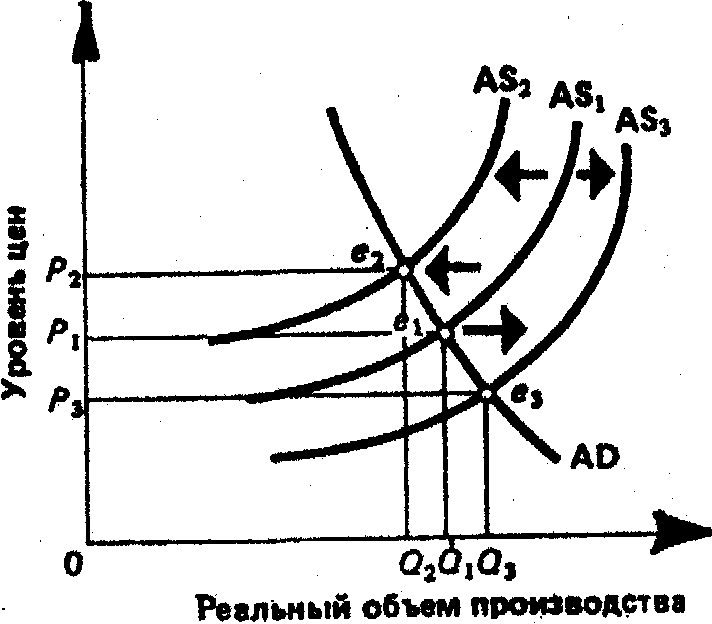 AS₂
AS₁
AS₃
Уровень цен
P₂
e₂
P₁
e₁
P₃
e₃
AD
0
Q₂Q₁Q₃
Реальный объем производства